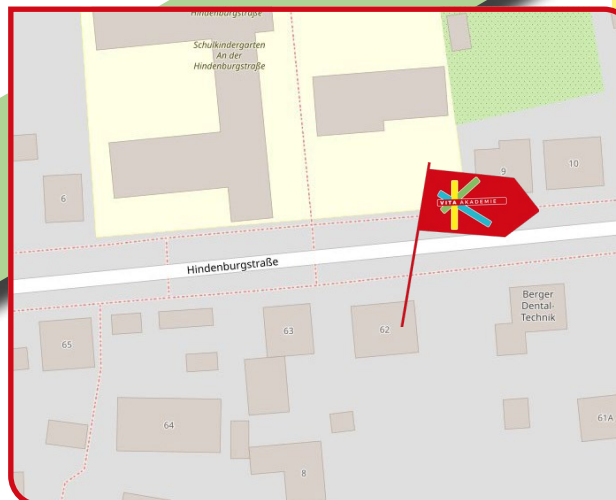 Hindenburgstraße
Schulkindergarten
An der
Hindenburgstraße
6
9
10
VITA AKADEMIE
Hindenburgstraße
Berger
Dental-
Technik
65
63
62
64
61A
8